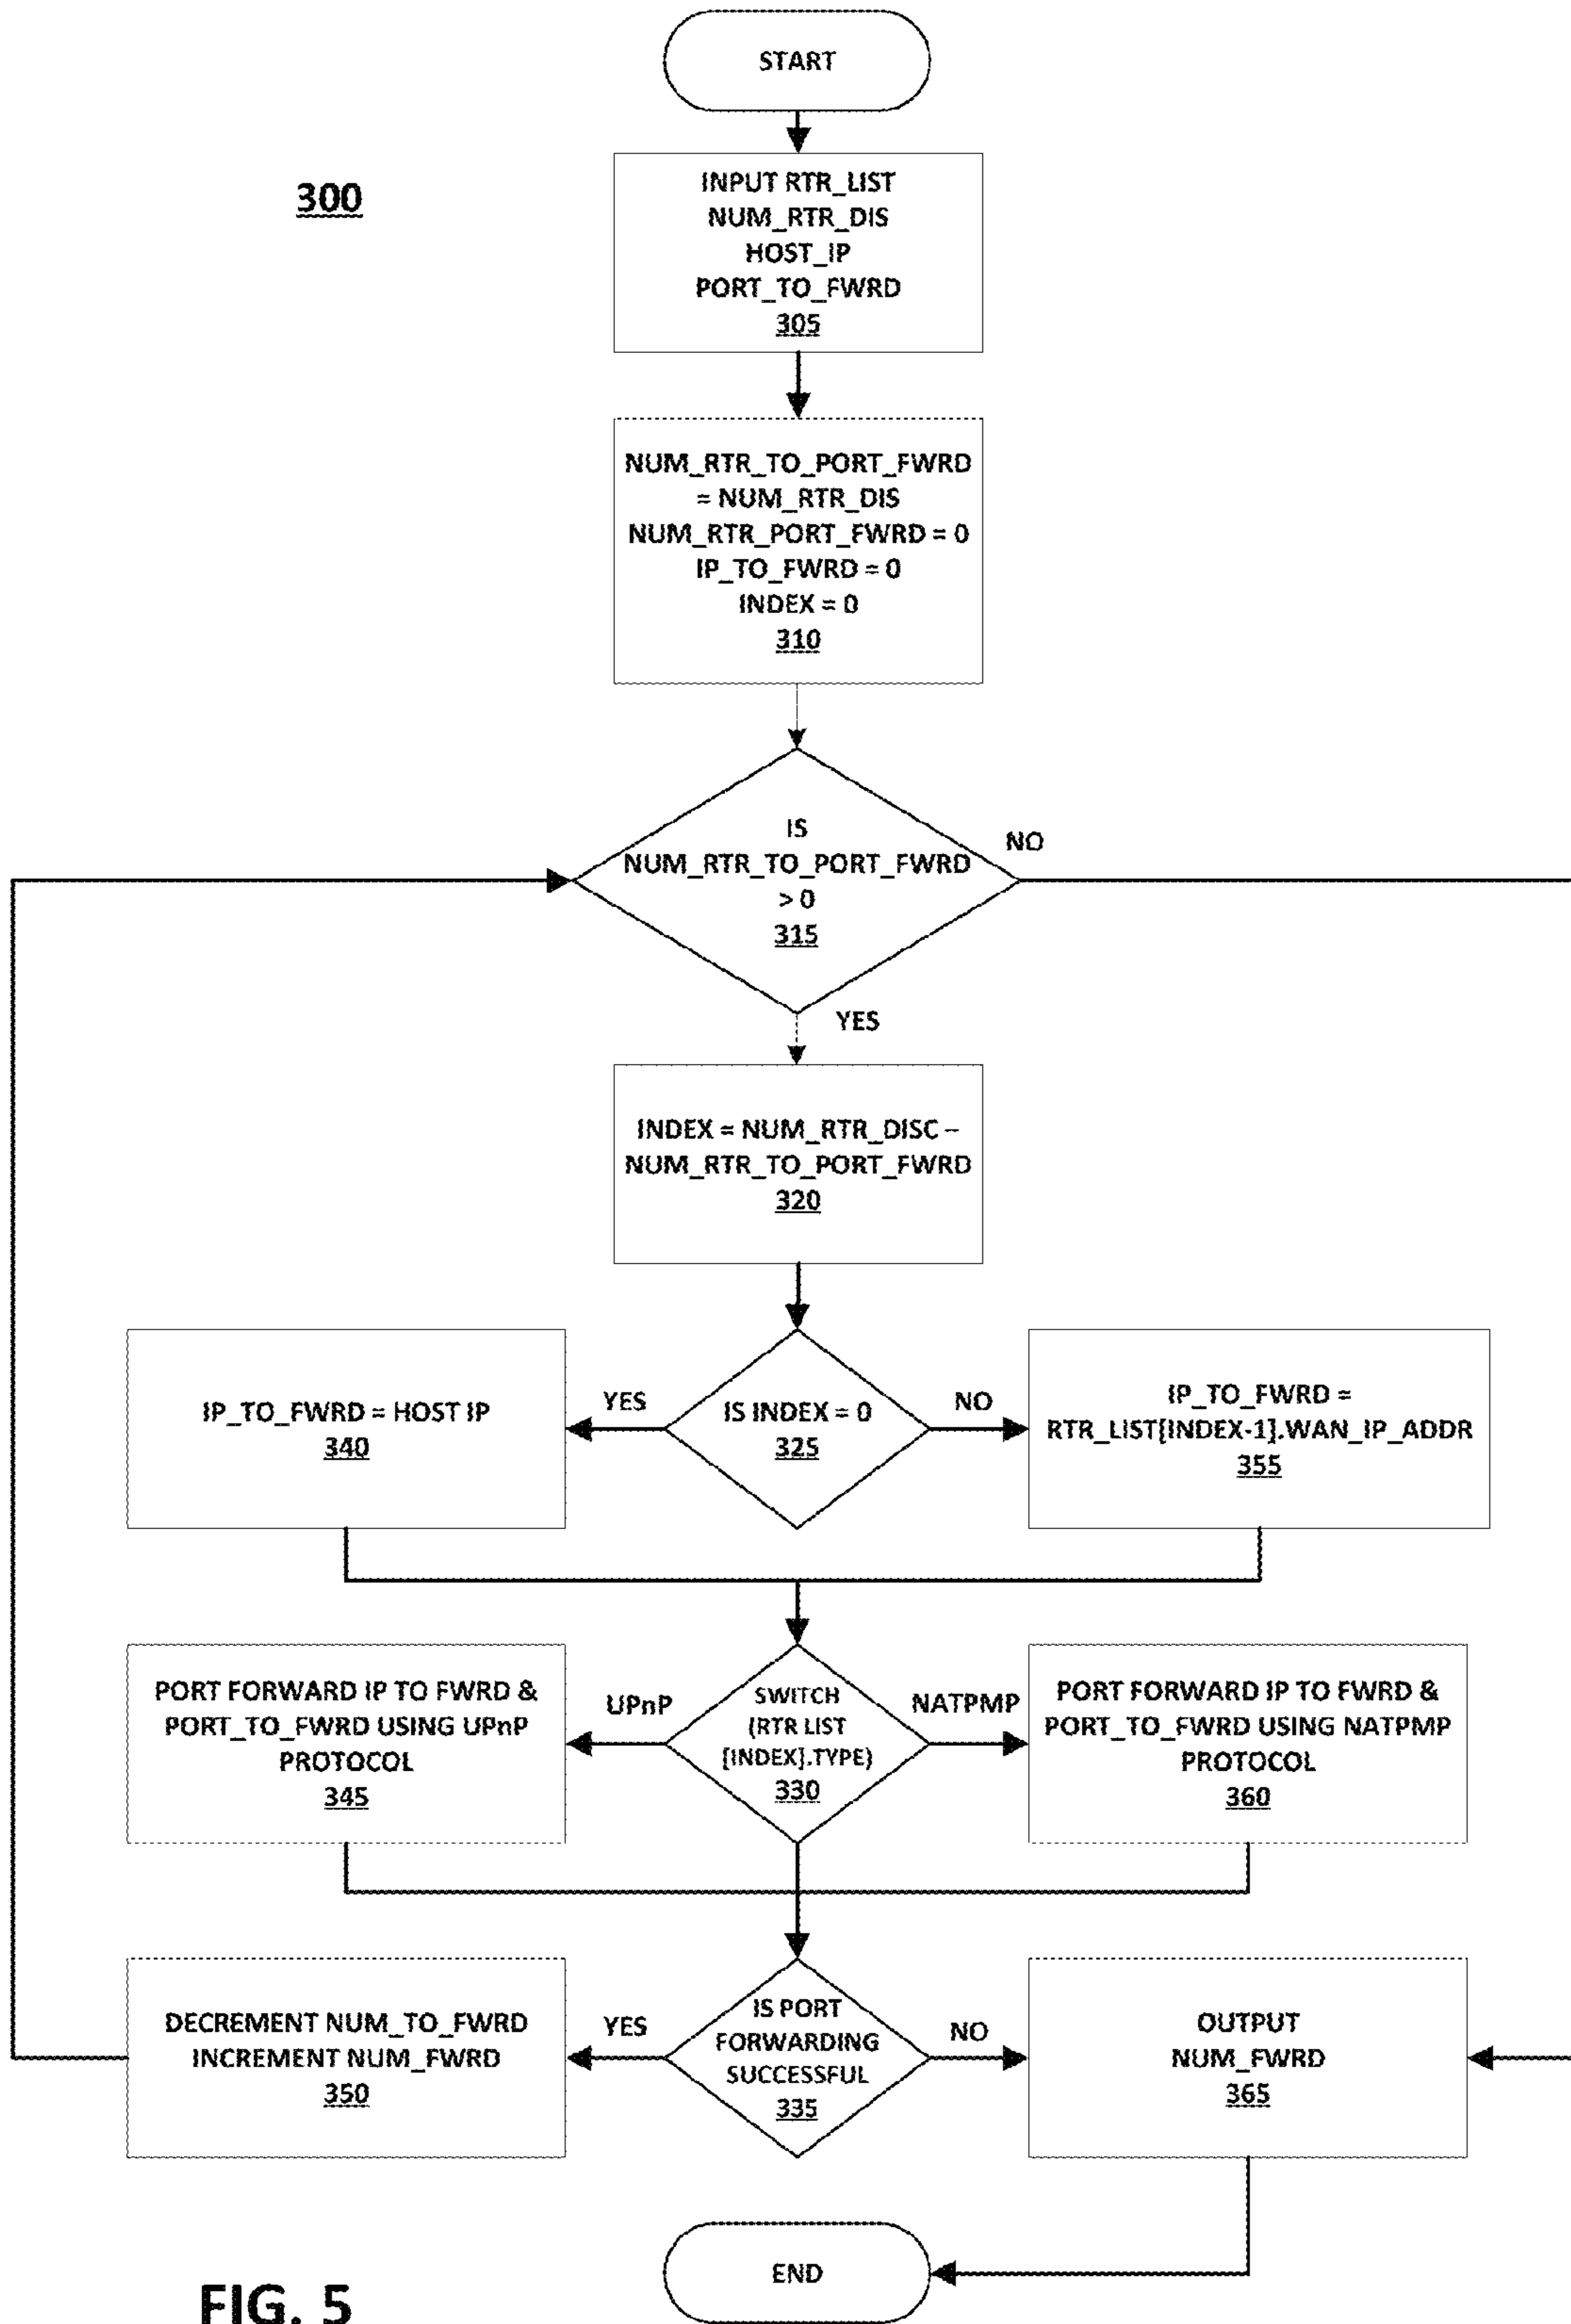 START
300
INPUT RTR_LIST
NUM_RTR_DIS
HOST_IP
PORT_TO_FWRD
305
NUM_RTR_TO_PORT_FWRD
= NUM_RTR_DIS
NUM_RTR_PORT_FWRD = 0
IP_TO_FWRD = 0
INDEX = 0
310
IS
NUM_RTR_TO_PORT_FWRD
> 0
315
NO
YES
INDEX = NUM_RTR_DISC –
NUM_RTR_TO_PORT_FWRD
320
IP_TO_FWRD = HOST IP
340
YES
IS INDEX = 0
325
NO
IP_TO_FWRD =
RTR_LIST[INDEX-1].WAN_IP_ADDR
355
PORT FORWARD IP TO FWRD &
PORT_TO_FWRD USING UPnP
PROTOCOL
345
UPnP
SWITCH
(RTR LIST
[INDEX].TYPE)
330
NATPMP
PORT FORWARD IP TO FWRD &
PORT_TO_FWRD USING NATPMP
PROTOCOL
360
DECREMENT NUM_TO_FWRD
INCREMENT NUM_FWRD
350
YES
IS PORT
FORWARDING
SUCCESSFUL
335
NO
OUTPUT
NUM_FWRD
365
END
FIG. 5